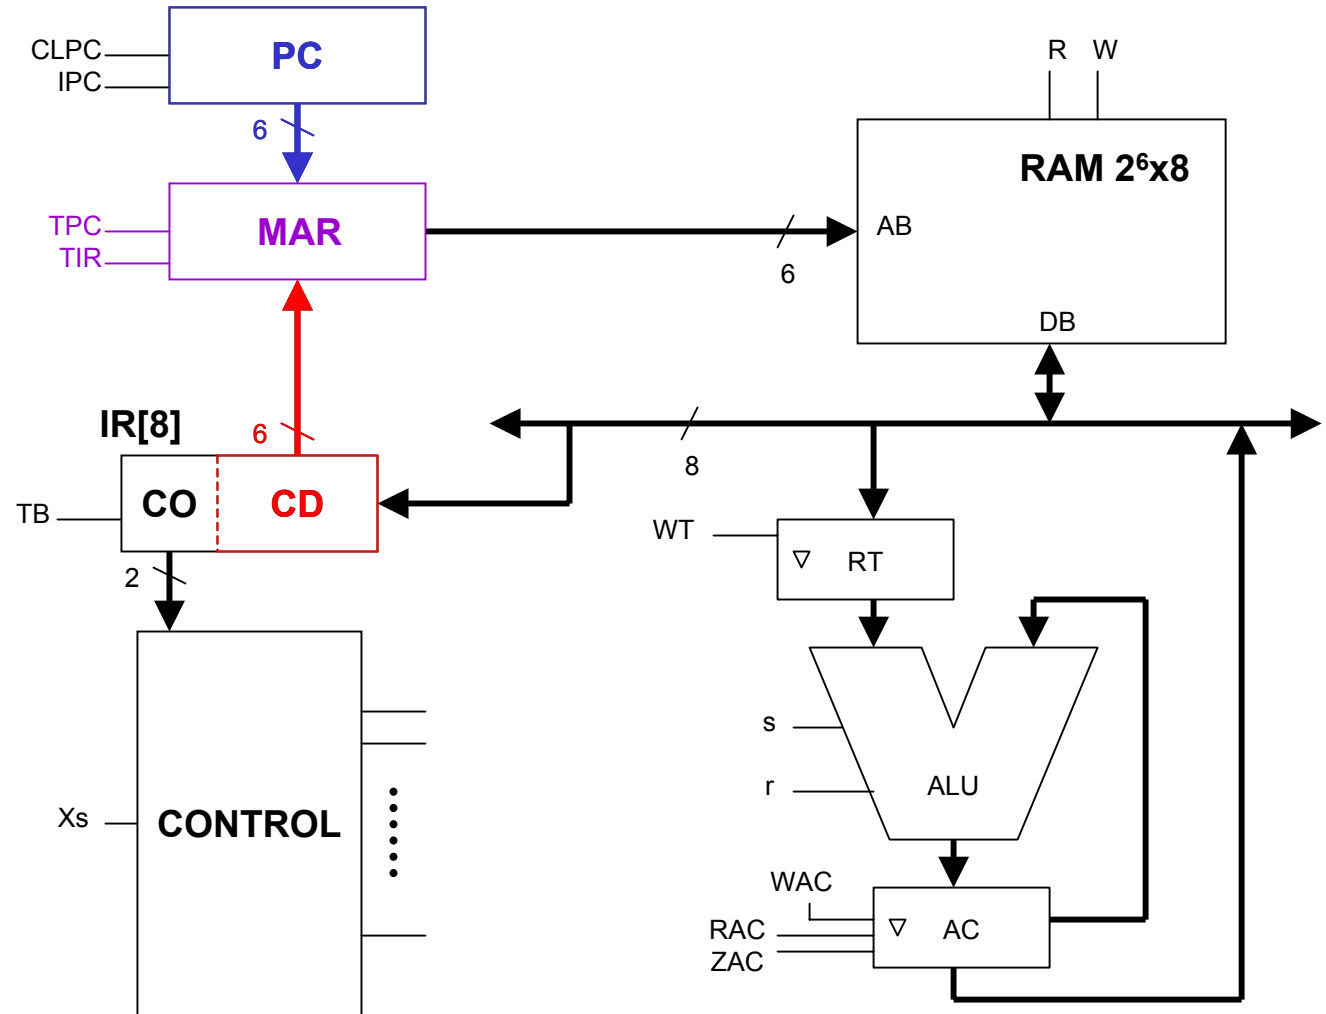 CLPC
IPC
PC
6
TPC
TIR
MAR
6
R W
RAM 2⁶x8
AB
DB
IR[8]
6
TB
CO
CD
2
8
WT
RT
s
r
ALU
Xs
CONTROL
WAC
RAC
ZAC
AC